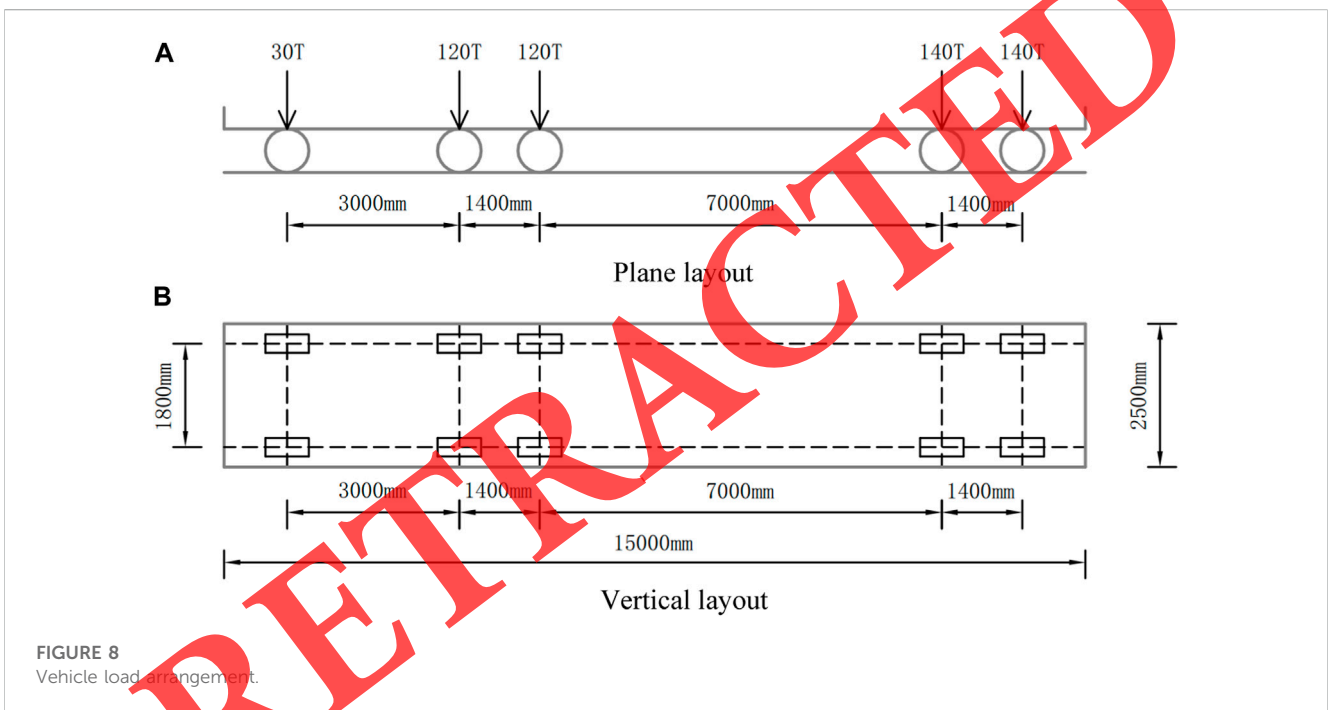 A
30T 120T 120T 140T 140T
3000mm 1400mm 7000mm 1400mm
Plane layout
B
1800mm
2500mm
3000mm 1400mm 7000mm 1400mm
15000mm
Vertical layout
FIGURE 8
Vehicle load arrangement.
RETRACTED